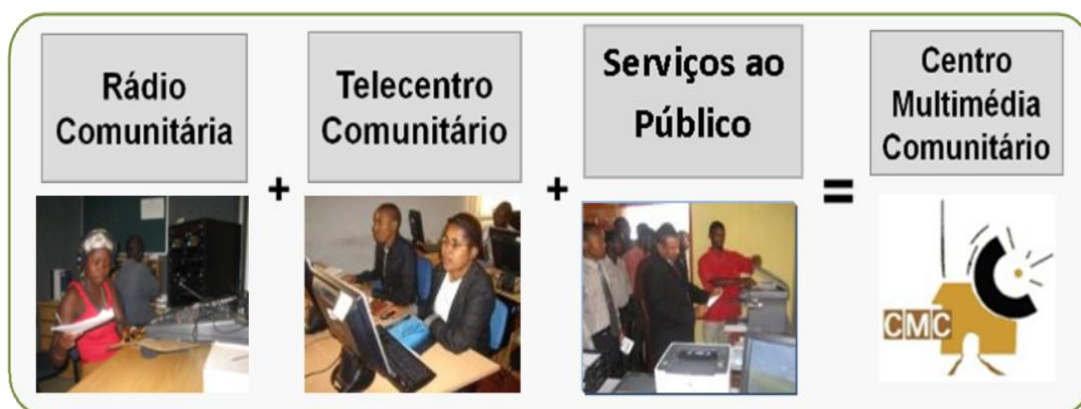 Rádio
Comunitária
+
Telecentro
Comunitário
+
Serviços ao
Público
=
Centro
Multimédia
Comunitário
CMC